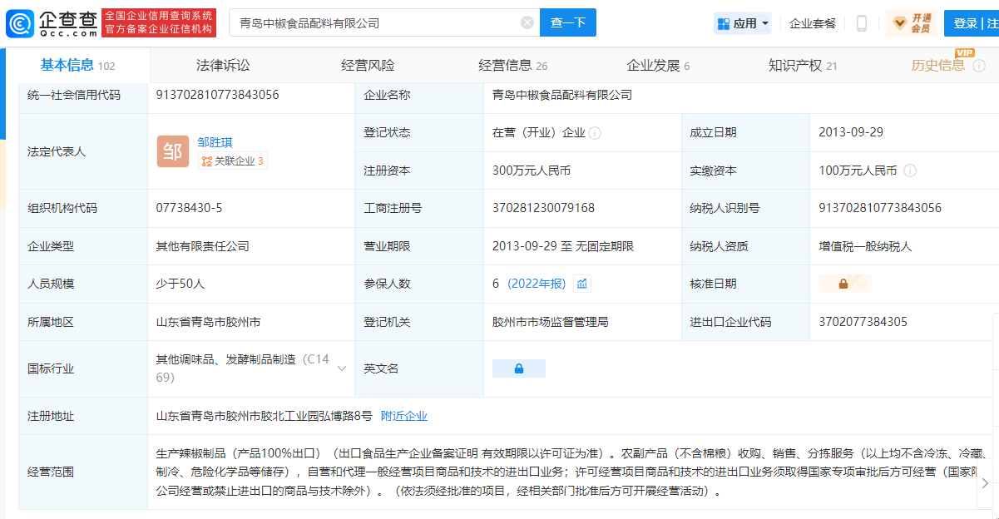 企查查
Qcc.com
全国企业信用查询系统
官方备案企业征信机构
青岛中椒食品配料有限公司
查一下
应用
企业套餐
开通
会员
登录 | 注
基本信息 102
法律诉讼
经营风险
经营信息 26
企业发展 6
知识产权 21
历史信息
VIP
统一社会信用代码 913702810773843056 企业名称 青岛中椒食品配料有限公司
法定代表人 邹 邹胜琪
关联企业 3
登记状态 在营（开业）企业 成立日期 2013-09-29
注册资本 300万元人民币 实缴资本 100万元人民币
组织机构代码 07738430-5 工商注册号 370281230079168 纳税人识别号 913702810773843056
企业类型 其他有限责任公司 营业期限 2013-09-29 至 无固定期限 纳税人资质 增值税一般纳税人
人员规模 少于50人 参保人数 6 (2022年报) 核准日期 VIP
所属地区 山东省青岛市胶州市 登记机关 胶州市市场监督管理局 进出口企业代码 3702077384305
国标行业 其他调味品、发酵制品制造（C14
69） 英文名
注册地址 山东省青岛市胶州市胶北工业园弘博路8号 附近企业
经营范围
生产辣椒制品（产品100%出口）（出口食品生产企业备案证明 有效期限以许可证为准）。农副产品（不含棉粮）收购、销售、分拣服务（以上均不含冷冻、冷藏、
制冷、危险化学品等储存），自营和代理一般经营项目商品和技术的进出口业务；许可经营项目商品和技术的进出口业务须取得国家专项审批后方可经营（国家限
公司经营或禁止进出口的商品与技术除外）。（依法须经批准的项目，经相关部门批准后方可开展经营活动）。